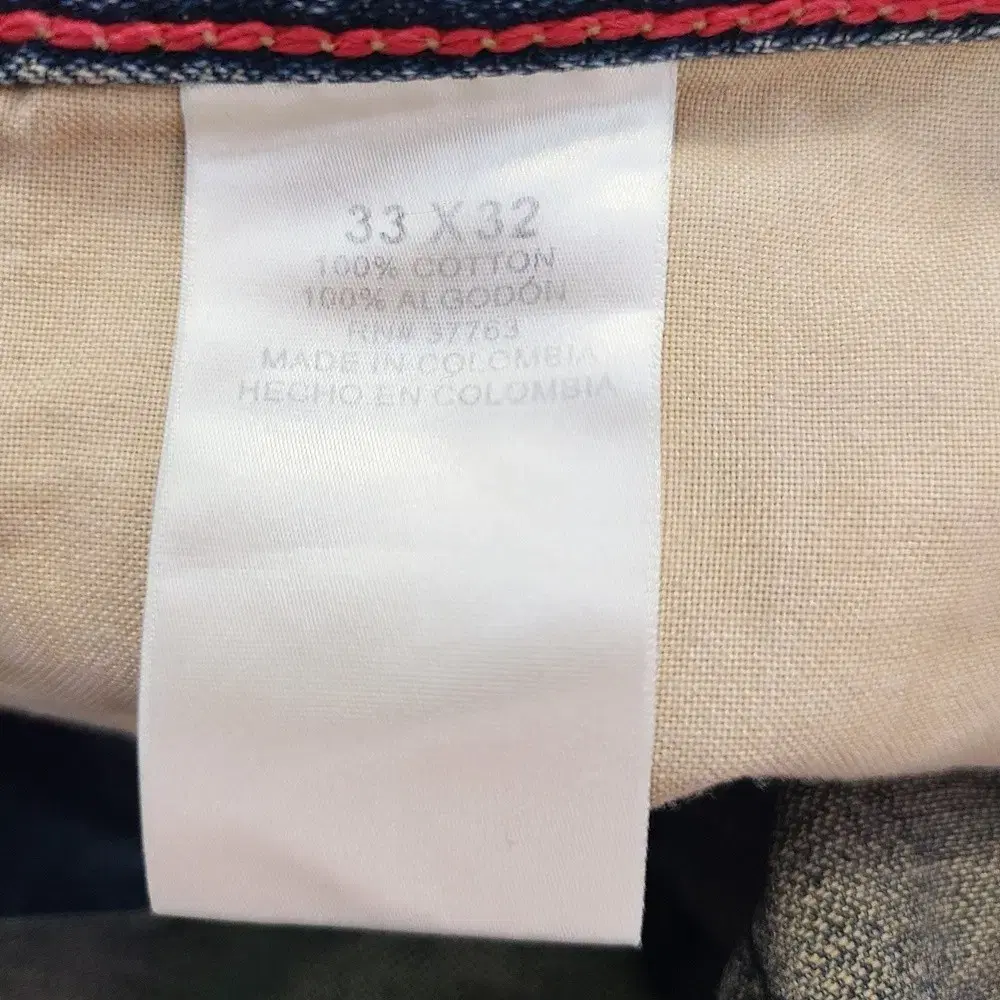 33 X 32
100% COTTON
100% ALGODÓN
RN# 37763
MADE IN COLOMBIA
HECHO EN COLOMBIA